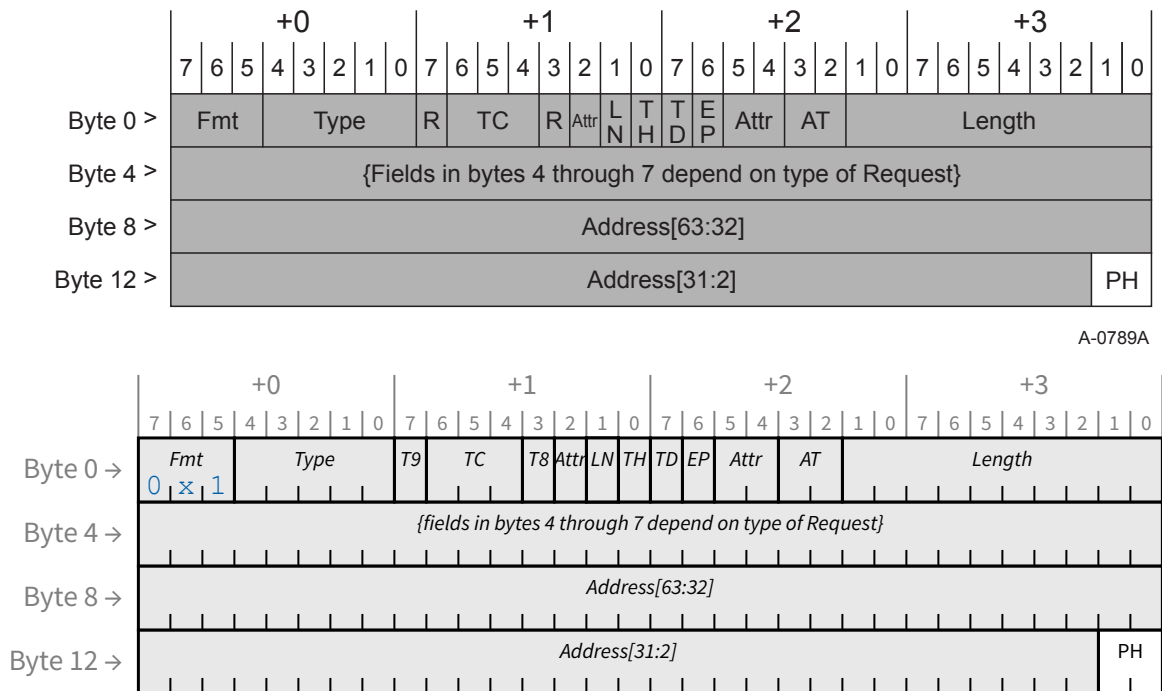 +0 +1 +2 +3
7 6 5 4 3 2 1 0 7 6 5 4 3 2 1 0 7 6 5 4 3 2 1 0 7 6 5 4 3 2 1 0
Byte 0 > Fmt Type R TC R Attr LN TH TD EP Attr AT Length
Byte 4 > {Fields in bytes 4 through 7 depend on type of Request}
Byte 8 > Address[63:32]
Byte 12 > Address[31:2] PH
A-0789A
+0 +1 +2 +3
7 6 5 4 3 2 1 0 7 6 5 4 3 2 1 0 7 6 5 4 3 2 1 0 7 6 5 4 3 2 1 0
Byte 0 → Fmt Type T9 TC T8 Attr LN TH TD EP Attr AT Length
0 x 1
Byte 4 → {fields in bytes 4 through 7 depend on type of Request}
Byte 8 → Address[63:32]
Byte 12 → Address[31:2] PH